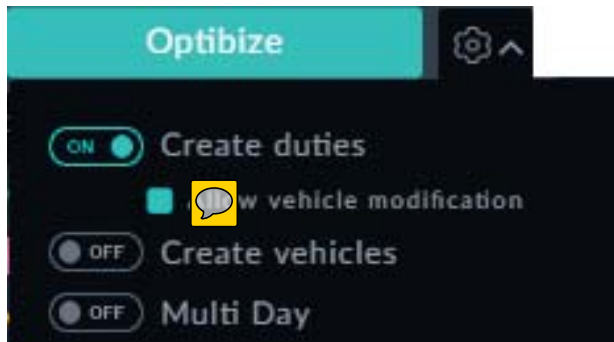 Optibize
ON Create duties
w vehicle modification
OFF Create vehicles
OFF Multi Day